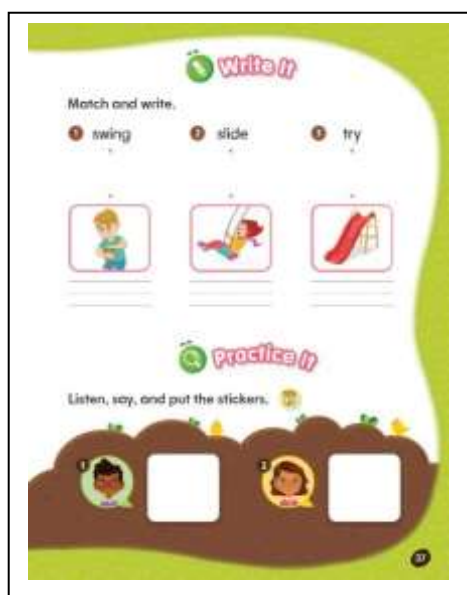 Write It
Match and write.
1 swing 2 slide 3 try
Practice It
Listen, say, and put the stickers.
1 2
37